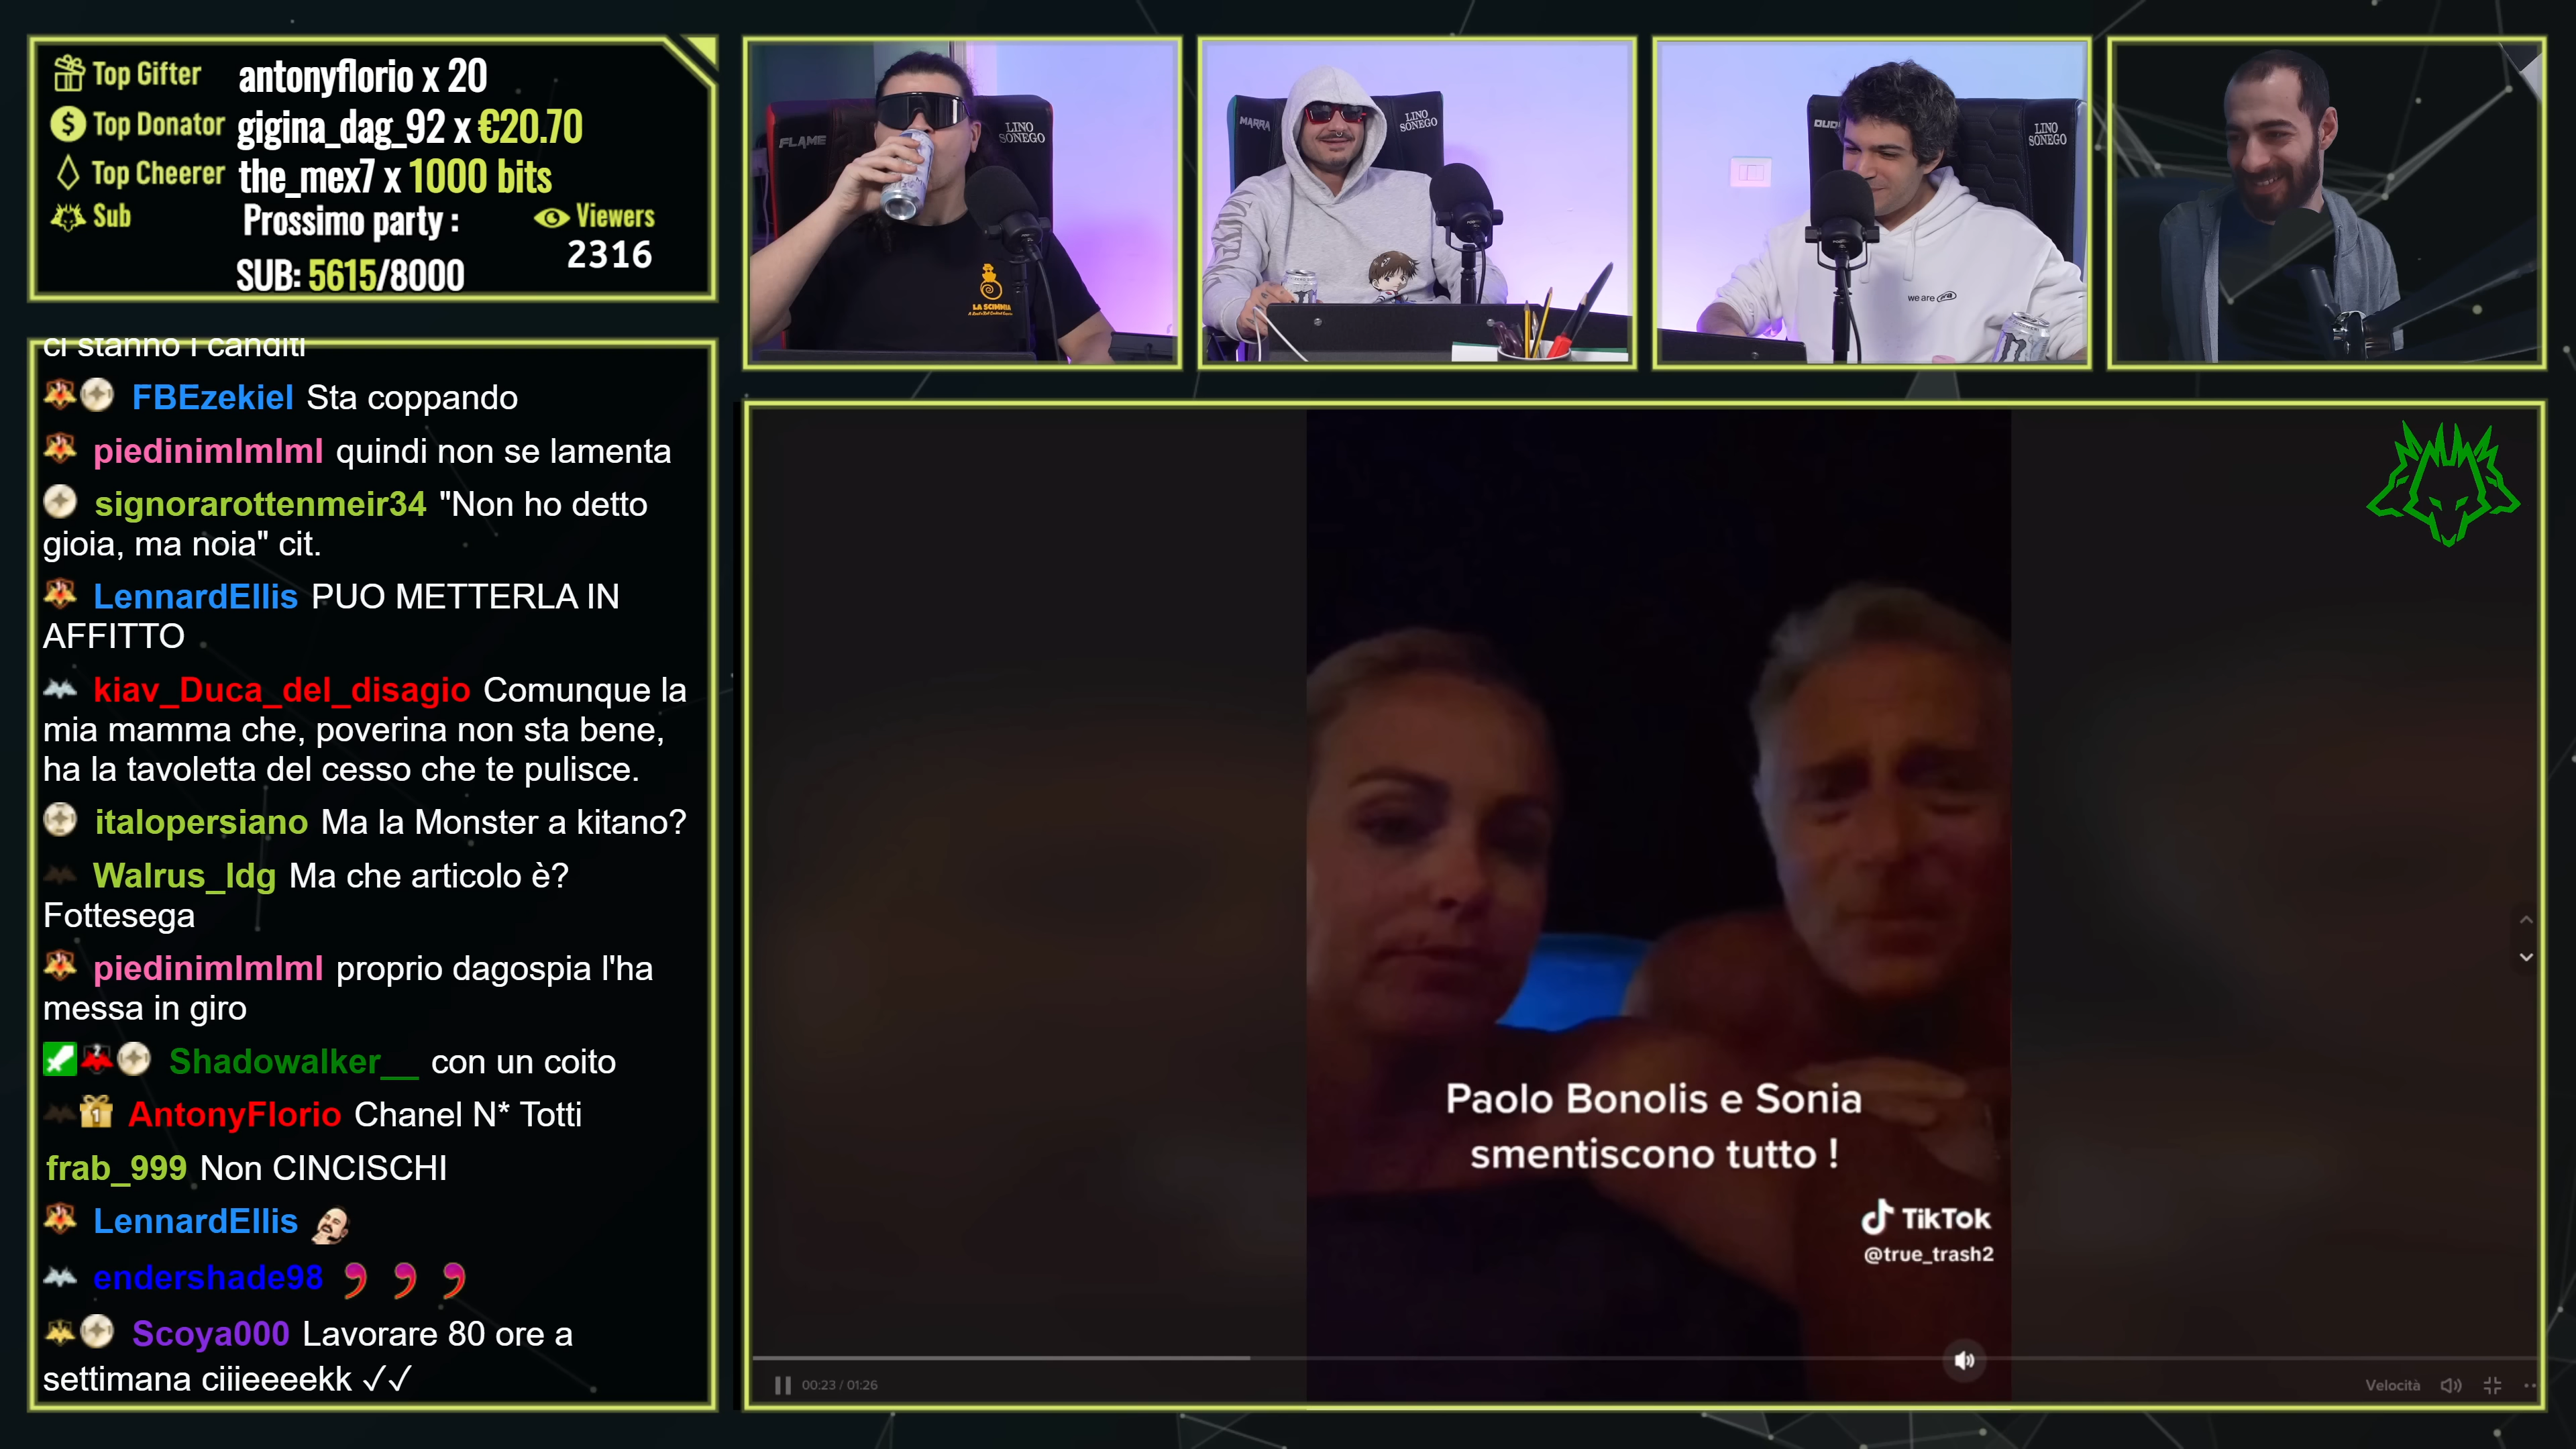 Top Gifter antonyflorio x 20
Top Donator gigina_dag_92 x €20.70
Top Cheerer the_mex7 x 1000 bits
Sub Prossimo party : Viewers
2316
SUB: 5615/8000
ci stanno i canditi
FBEzekiel Sta coppando
piedinimlmlml quindi non se lamenta
signorarottenmeir34 "Non ho detto
gioia, ma noia" cit.
LennardEllis PUO METTERLA IN
AFFITTO
kiav_Duca_del_disagio Comunque la
mia mamma che, poverina non sta bene,
ha la tavoletta del cesso che te pulisce.
italopersiano Ma la Monster a kitano?
Walrus_ldg Ma che articolo è?
Fottesega
piedinimlmlml proprio dagospia l'ha
messa in giro
Shadowalker__ con un coito
AntonyFlorio Chanel N* Totti
frab_999 Non CINCISCHI
LennardEllis
endershade98
Scoya000 Lavorare 80 ore a
settimana ciiieeeekk ✓✓
FLAME
LINO
SONEGO
LA SCIMMIA
MARRA
LINO
SONEGO
LINO
SONEGO
we are
Paolo Bonolis e Sonia
smentiscono tutto !
TikTok
@true_trash2
00:23 / 01:26
Velocità